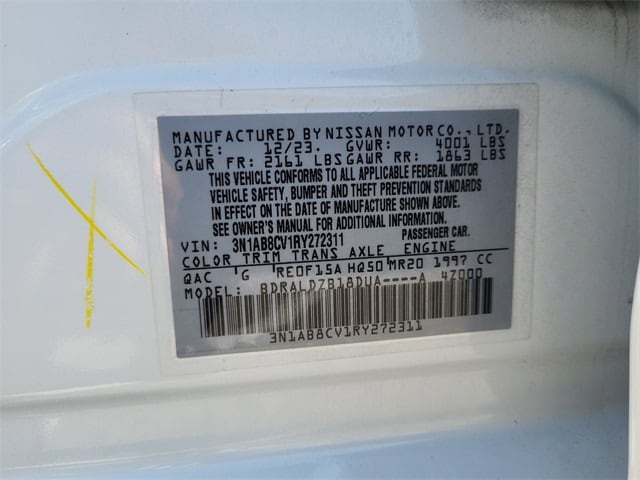 MANUFACTURED BY NISSAN MOTOR CO., LTD.
DATE: 12/23. GVWR: 4001 LBS
GAWR FR: 2161 LBS GAWR RR: 1863 LBS
THIS VEHICLE CONFORMS TO ALL APPLICABLE FEDERAL MOTOR
VEHICLE SAFETY, BUMPER AND THEFT PREVENTION STANDARDS
IN EFFECT ON THE DATE OF MANUFACTURE SHOWN ABOVE.
SEE OWNER'S MANUAL FOR ADDITIONAL INFORMATION.
VIN: 3N1AB8CV1RY272311 PASSENGER CAR.
COLOR TRIM TRANS AXLE ENGINE
QAC G RE0F15A HQ50 MR20 1997 CC
MODEL: BDRALDZB18DUA----A 47000
3N1AB8CV1RY272311